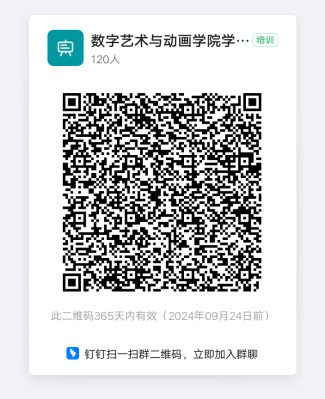 数字艺术与动画学院学… 培训
120人
此二维码365天内有效（2024年09月24日前）
钉钉扫一扫群二维码，立即加入群聊